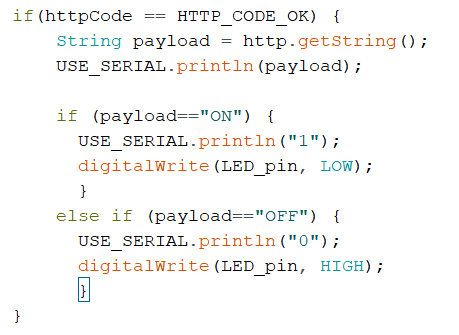 if(httpCode == HTTP_CODE_OK) {
String payload = http.getString();
USE_SERIAL.println(payload);
if (payload=="ON") {
USE_SERIAL.println("1");
digitalWrite(LED_pin, LOW);
}
else if (payload=="OFF") {
USE_SERIAL.println("0");
digitalWrite(LED_pin, HIGH);
}
}